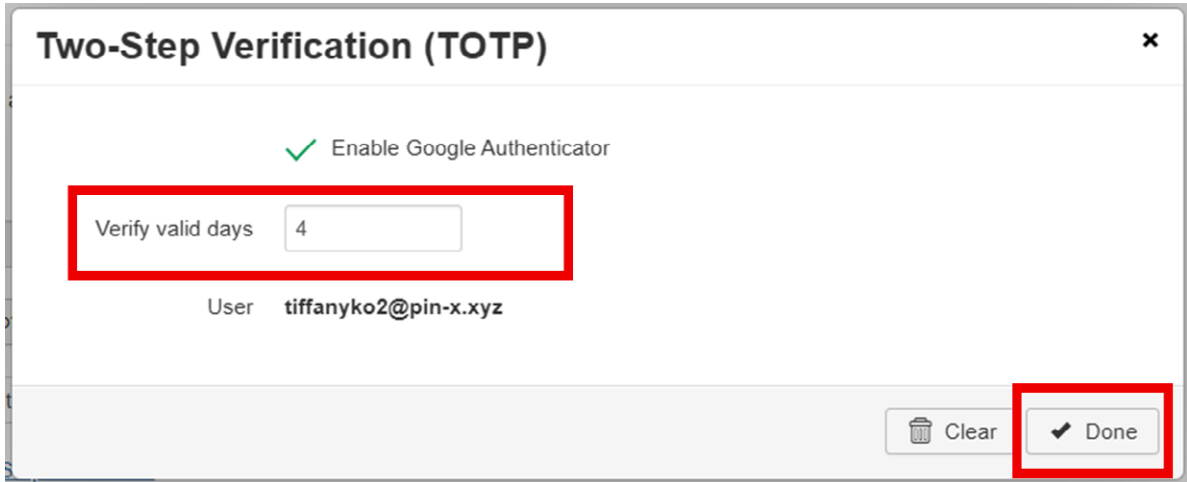 Two-Step Verification (TOTP)
Enable Google Authenticator
Verify valid days 4
User tiffanyko2@pin-x.xyz
Clear Done